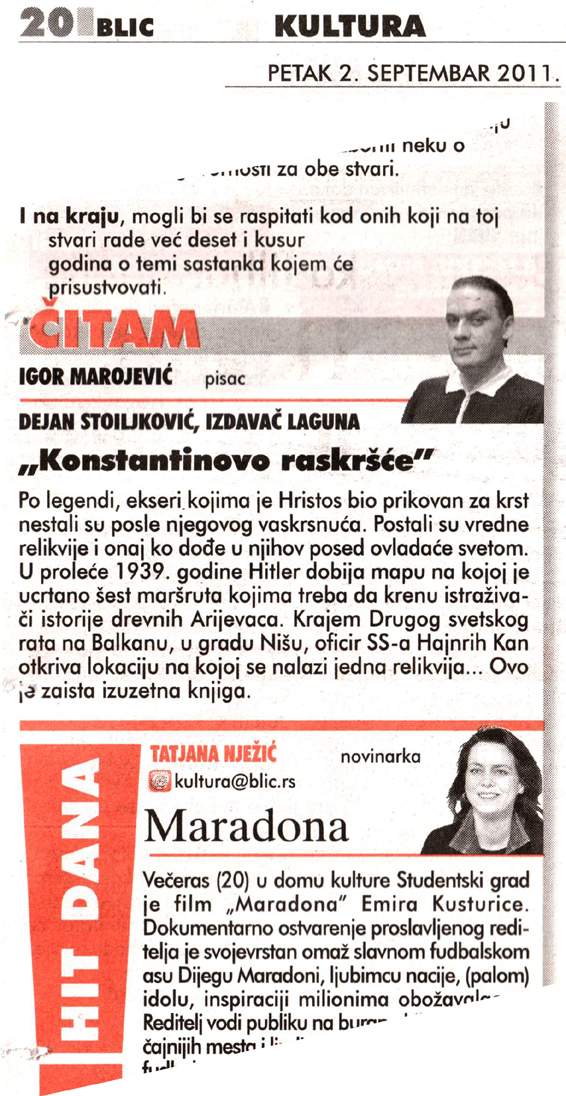 20 BLIC KULTURA
PETAK 2. SEPTEMBAR 2011.
neku o
za obe stvari.
I na kraju, mogli bi se raspitati kod onih koji na toj
stvari rade već deset i kusur
godina o temi sastanka kojem će
prisustvovati.
ČITAM
IGOR MAROJEVIĆ pisac
DEJAN STOILJKOVIĆ, IZDAVAČ LAGUNA
„Konstantinovo raskršće”
Po legendi, ekseri kojima je Hristos bio prikovan za krst
nestali su posle njegovog vaskrsnuća. Postali su vredne
relikvije i onaj ko dođe u njihov posed ovladaće svetom.
U proleće 1939. godine Hitler dobija mapu na kojoj je
ucrtano šest maršruta kojima treba da krenu istraživa-
či istorije drevnih Arijevaca. Krajem Drugog svetskog
rata na Balkanu, u gradu Nišu, oficir SS-a Hajnrih Kan
otkriva lokaciju na kojoj se nalazi jedna relikvija... Ovo
je zaista izuzetna knjiga.
HIT DANA
TATJANA NJEŽIĆ novinarka
kultura@blic.rs
Maradona
Večeras (20) u domu kulture Studentski grad
je film „Maradona” Emira Kusturice.
Dokumentarno ostvarenje proslavljenog redi-
telja je svojevrstan omaž slavnom fudbalskom
asu Dijegu Maradoni, ljubimcu nacije, (palom)
idolu, inspiraciji milionima
Reditelj vodi publiku na
čajnijih mesta i